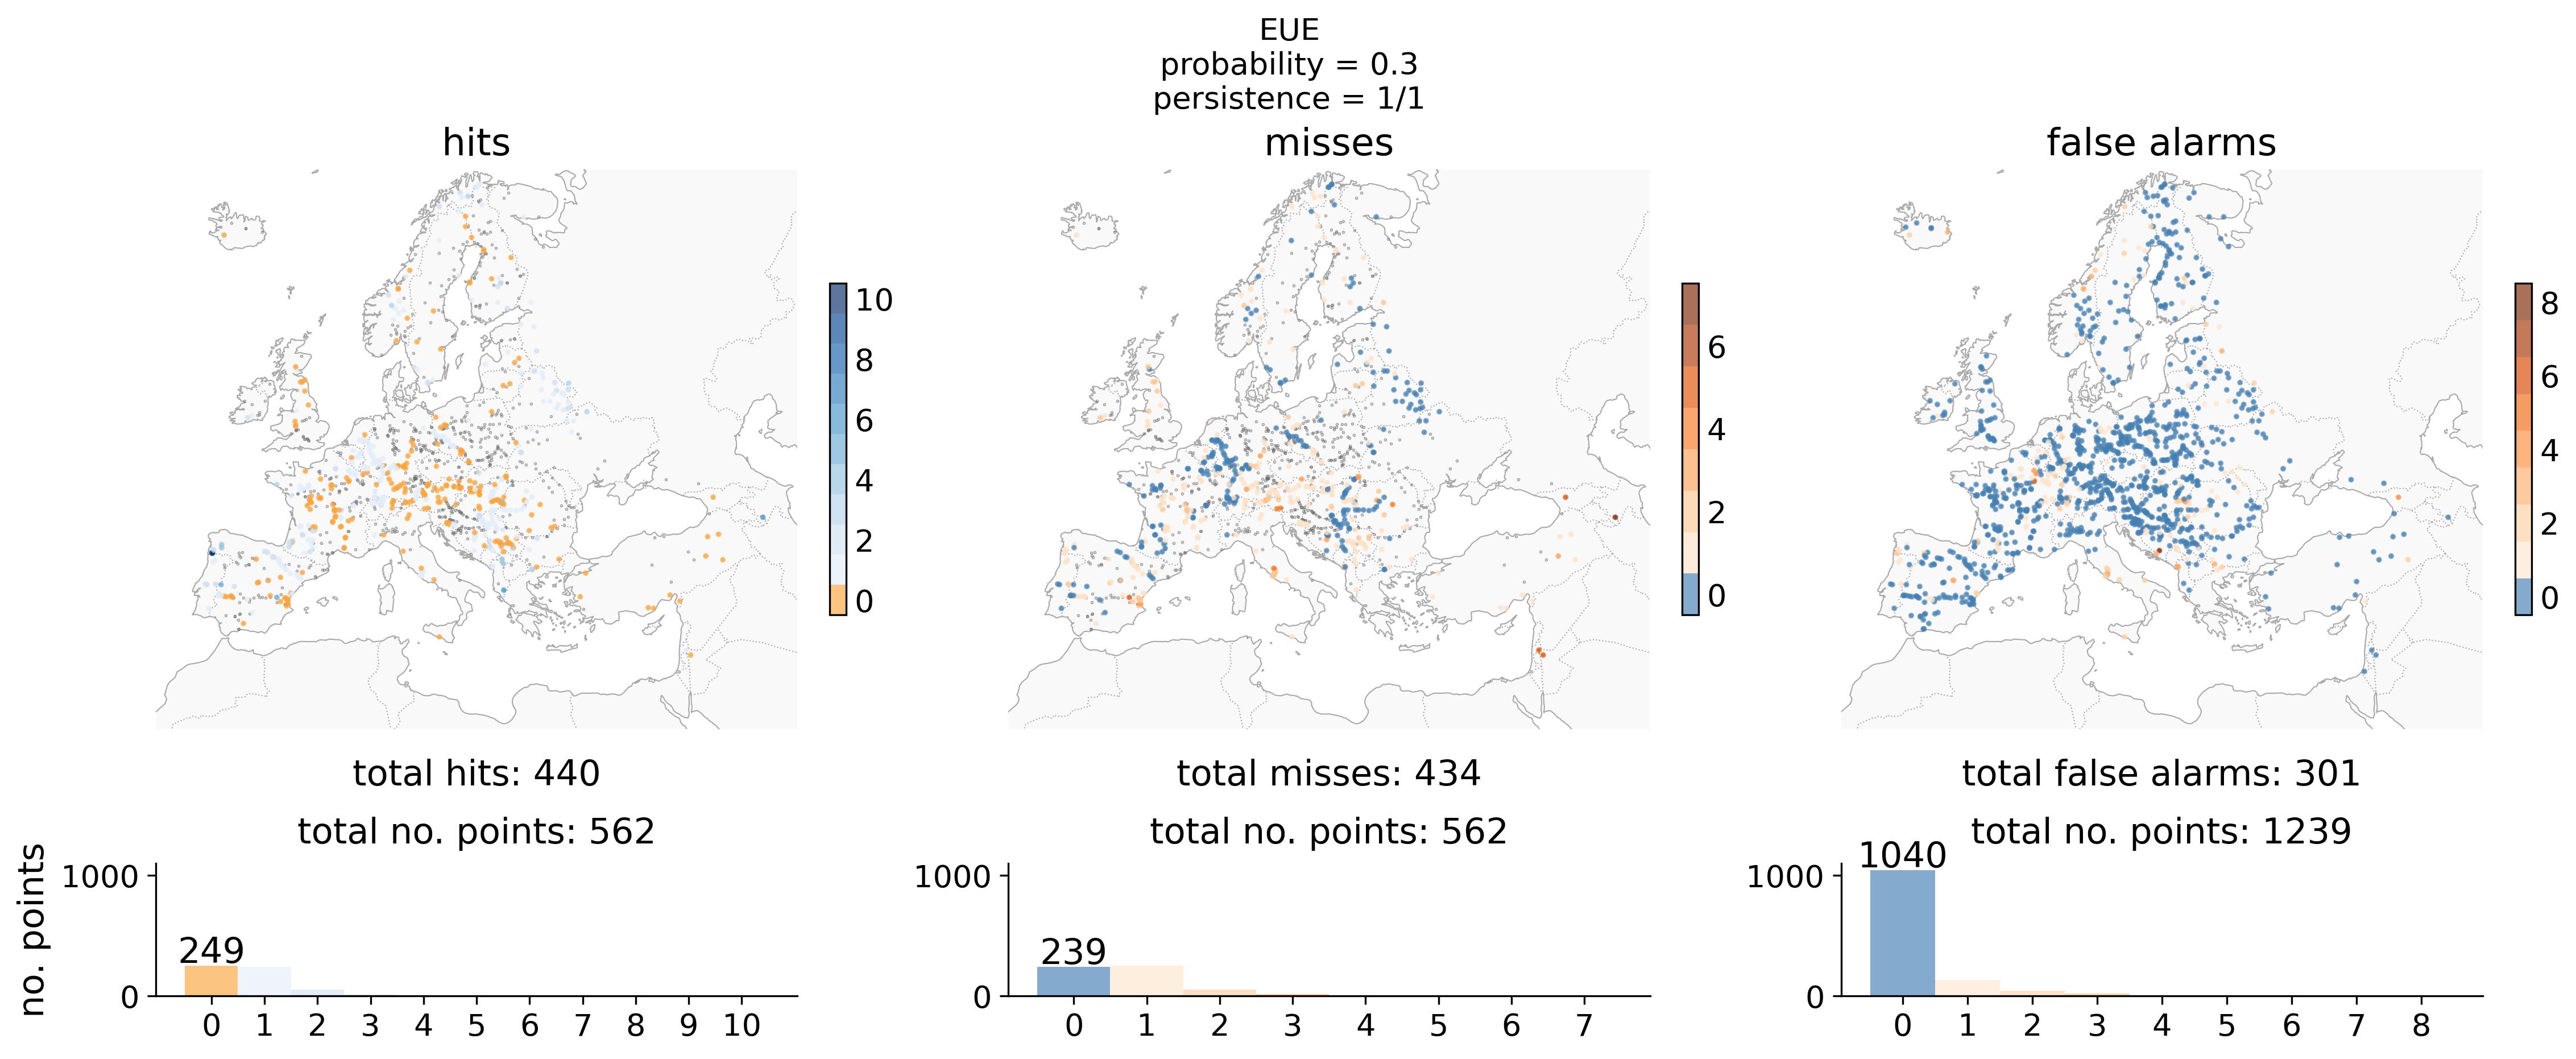 EUE
probability = 0.3
persistence = 1/1
hits
misses
false alarms
10
8
6
4
2
0
6
4
2
0
8
6
4
2
0
total hits: 440
total misses: 434
total false alarms: 301
total no. points: 562
total no. points: 562
total no. points: 1239
no. points
1000
0
249
0 1 2 3 4 5 6 7 8 9 10
1000
0
239
0 1 2 3 4 5 6 7
1000
0
1040
0 1 2 3 4 5 6 7 8